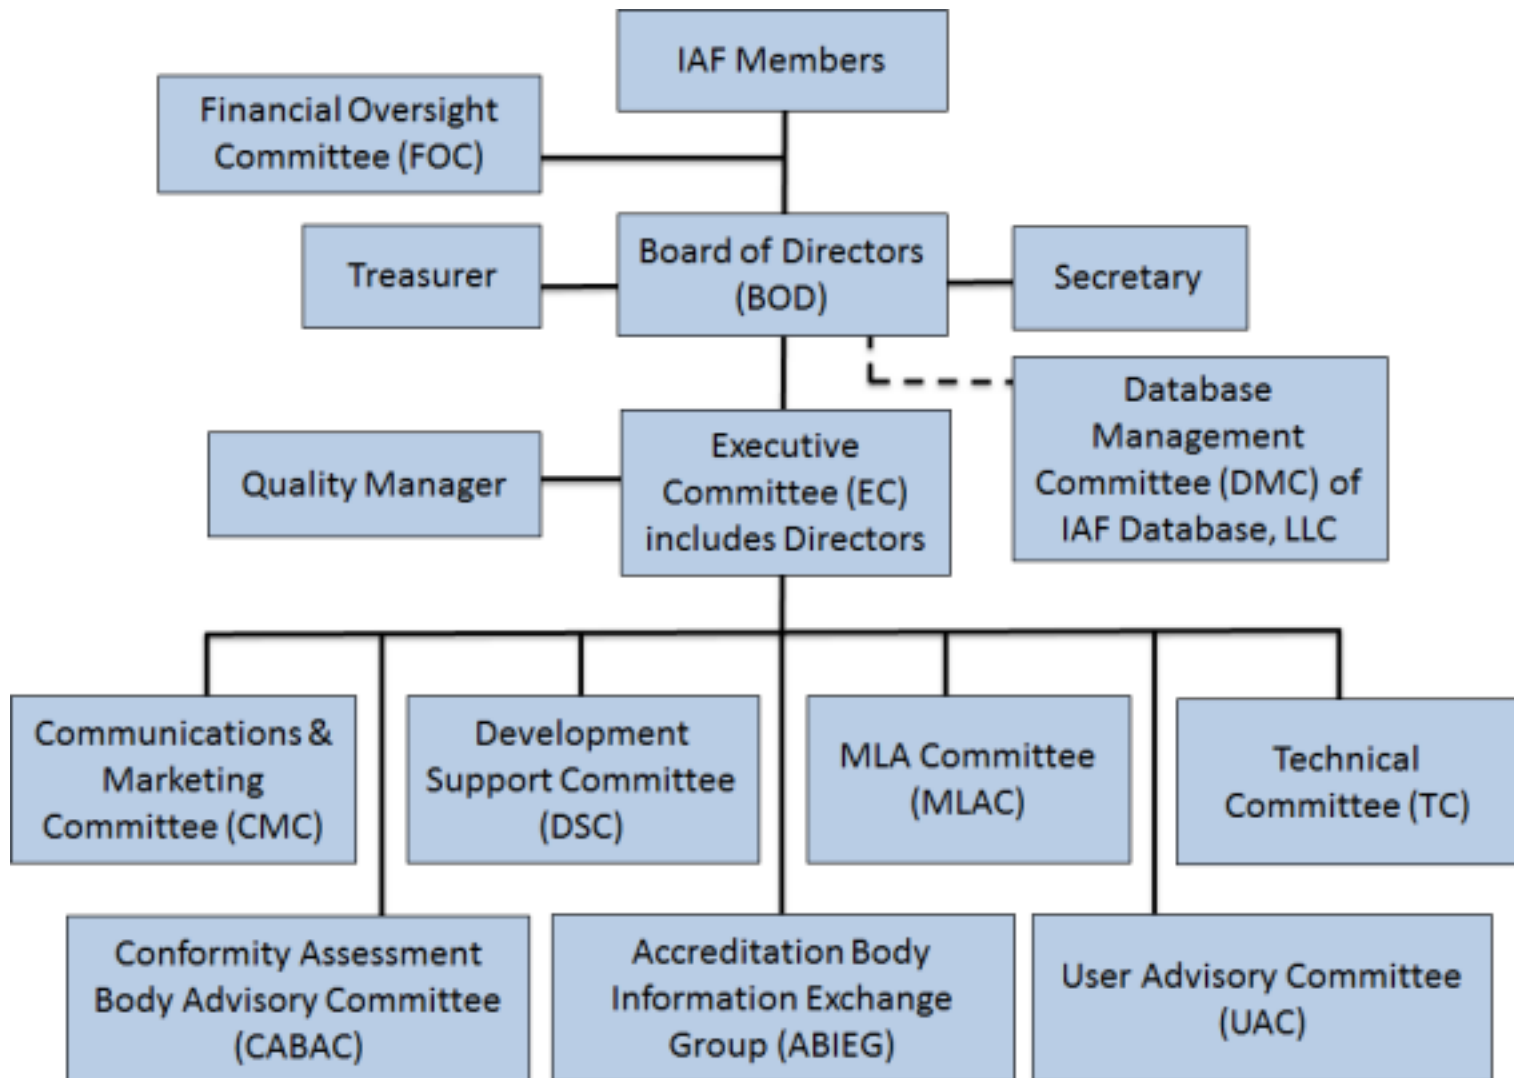 IAF Members
Financial Oversight
Committee (FOC)
Board of Directors
(BOD)
Treasurer
Secretary
Database
Management
Committee (DMC) of
IAF Database, LLC
Executive
Committee (EC)
includes Directors
Quality Manager
Communications &
Marketing
Committee (CMC)
Development
Support Committee
(DSC)
MLA Committee
(MLAC)
Technical
Committee (TC)
Conformity Assessment
Body Advisory Committee
(CABAC)
Accreditation Body
Information Exchange
Group (ABIEG)
User Advisory Committee
(UAC)